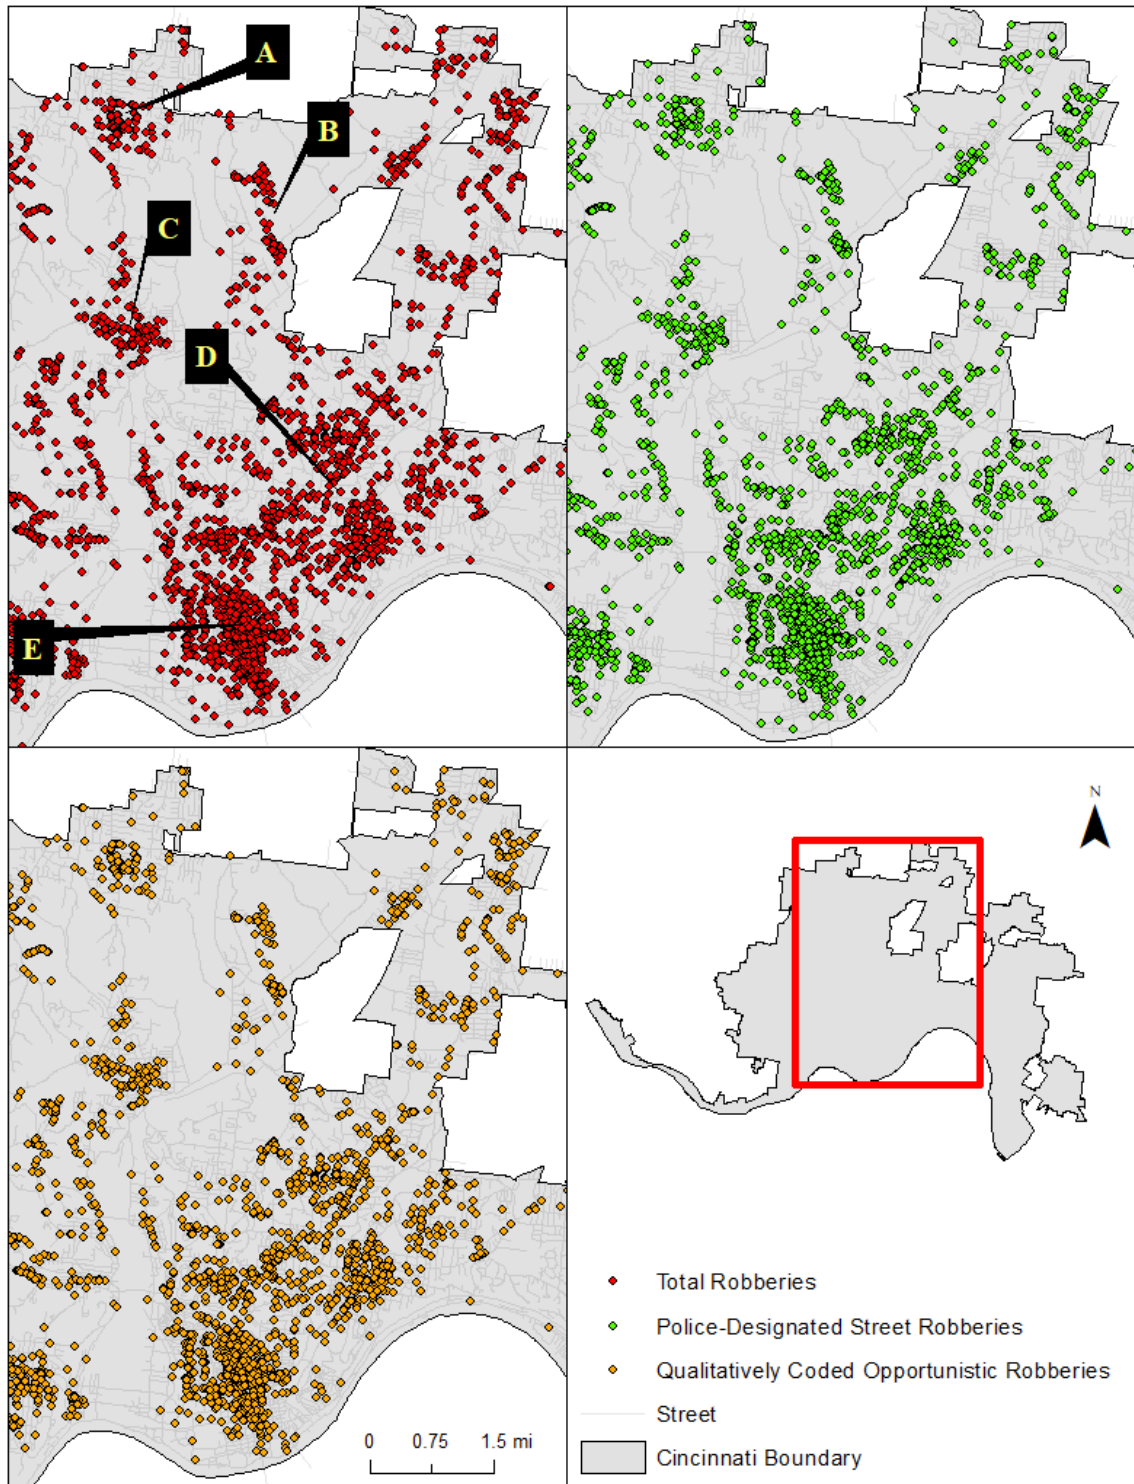 A
B
C
D
E
N
Total Robberies
Police-Designated Street Robberies
Qualitatively Coded Opportunistic Robberies
Street
Cincinnati Boundary
0 0.75 1.5 mi